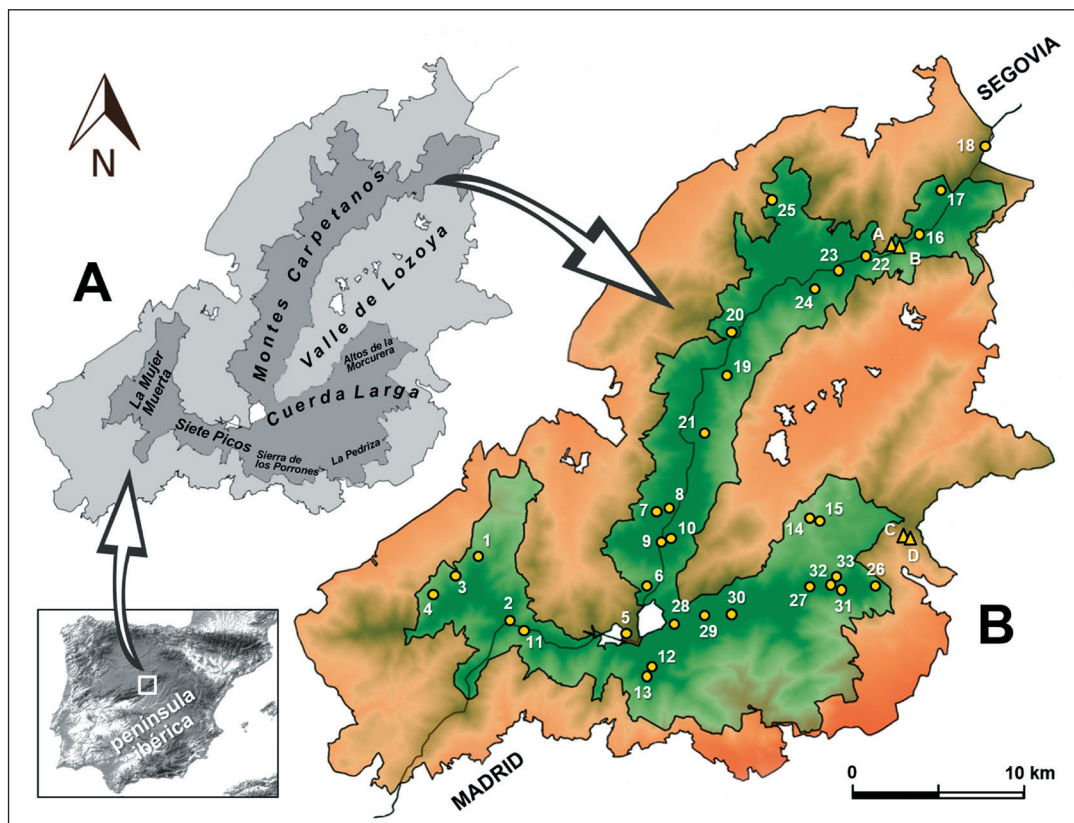 N
A
Montes Carpetanos
Valle de Lozoya
La Mujer
Muerta
Altos de la
Morcurera
Cuerda Larga
Siete Picos
Sierra de
los Porrones
La Pedriza
península
ibérica
SEGOVIA
18
17
25
16
A
B
22
23
24
20
19
21
7
8
9
10
6
1
3
4
2
11
5
28
29
30
12
13
14
15
C
D
33
32
26
27
31
B
MADRID
0
10 km